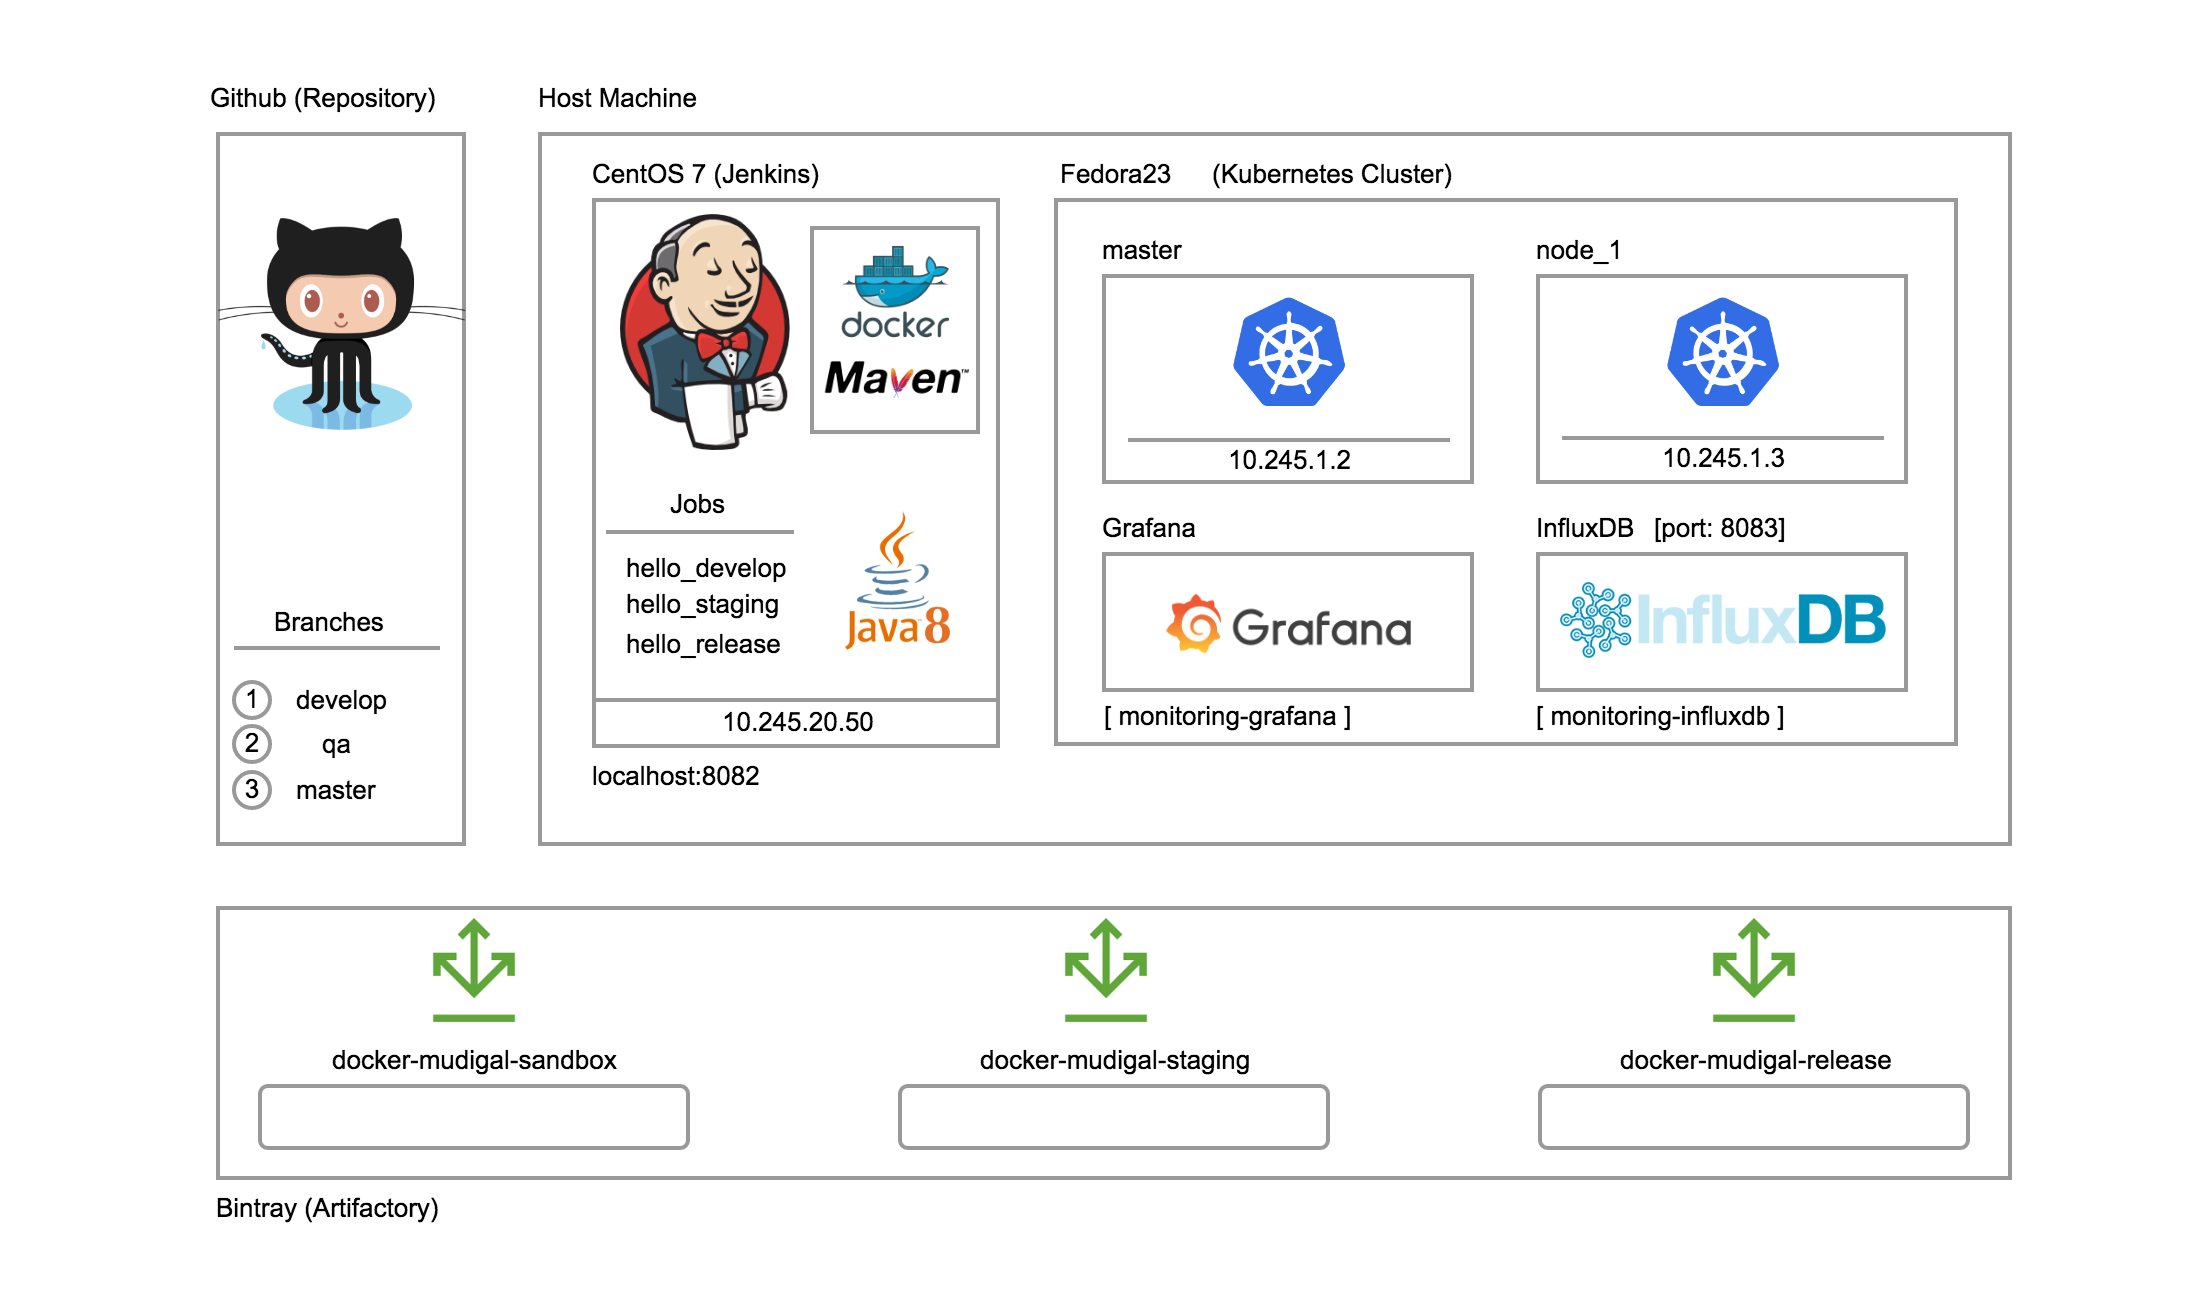 Github (Repository)
Branches
1 develop
2 qa
3 master
Host Machine
CentOS 7 (Jenkins)
docker
Maven™
Jobs
hello_develop
hello_staging
hello_release
Java 8
10.245.20.50
localhost:8082
Fedora23 (Kubernetes Cluster)
master
10.245.1.2
node_1
10.245.1.3
Grafana
Grafana
[ monitoring-grafana ]
InfluxDB [port: 8083]
InfluxDB
[ monitoring-influxdb ]
docker-mudigal-sandbox
docker-mudigal-staging
docker-mudigal-release
Bintray (Artifactory)